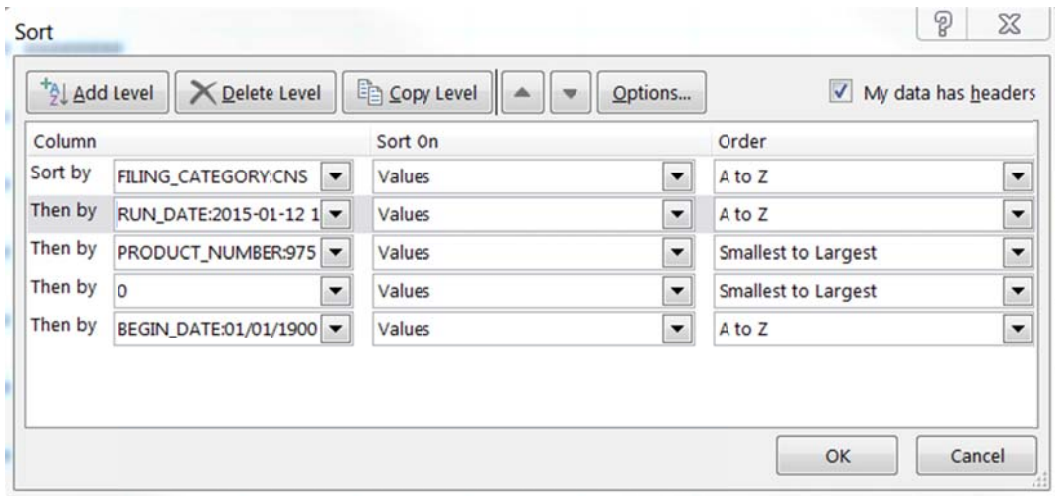 Sort
Add Level Delete Level Copy Level Options... My data has headers
Column Sort On Order
Sort by FILING_CATEGORY:CNS Values A to Z
Then by RUN_DATE:2015-01-12 1 Values A to Z
Then by PRODUCT_NUMBER:975 Values Smallest to Largest
Then by 0 Values Smallest to Largest
Then by BEGIN_DATE:01/01/1900 Values A to Z
OK Cancel